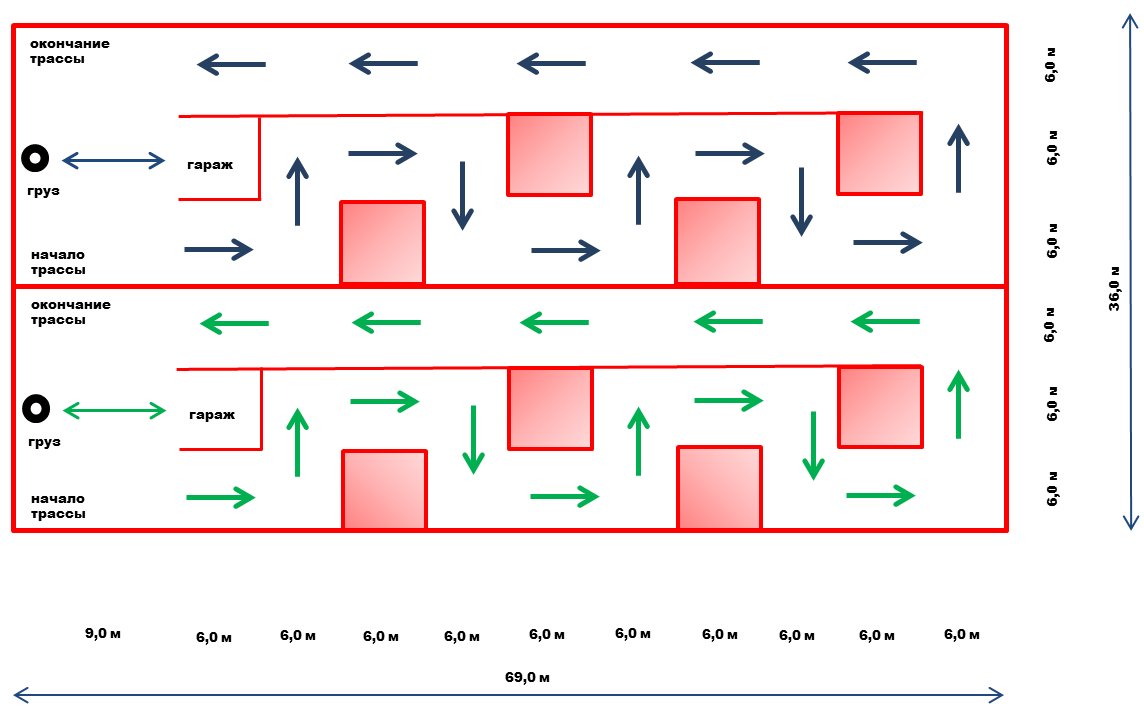 окончание
трассы
6,0 м
гараж
груз
6,0 м
начало
трассы
6,0 м
36,0 м
окончание
трассы
6,0 м
гараж
груз
6,0 м
начало
трассы
6,0 м
9,0 м
6,0 м
6,0 м
6,0 м
6,0 м
6,0 м
6,0 м
6,0 м
6,0 м
6,0 м
6,0 м
69,0 м